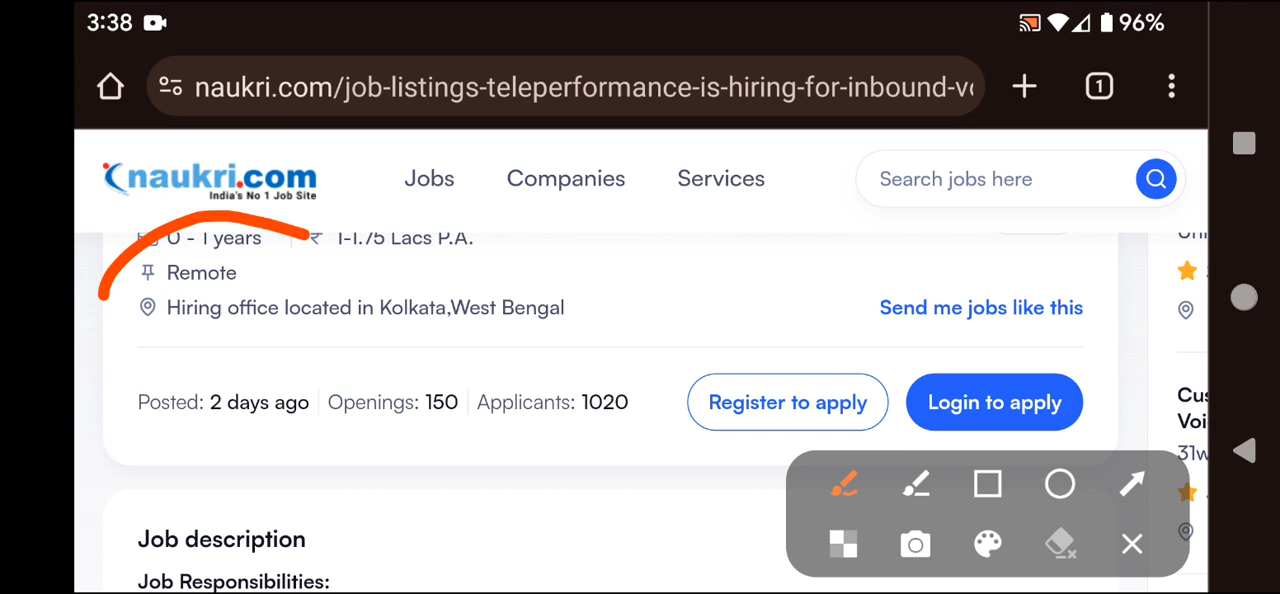 3:38
96%
naukri.com/job-listings-teleperformance-is-hiring-for-inbound-vo
1
naukri.com
India's No 1 Job Site
Jobs
Companies
Services
Search jobs here
0 - 1 years
₹ 1-1.75 Lacs P.A.
Remote
Hiring office located in Kolkata,West Bengal
Send me jobs like this
Posted: 2 days ago
Openings: 150
Applicants: 1020
Register to apply
Login to apply
Job description
Job Responsibilities:
31w